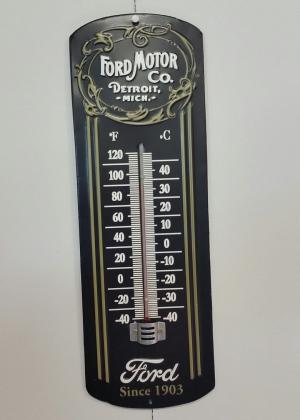 FORD MOTOR
CO.
DETROIT,
-MICH.-
°F °C
120
100 40
80 30
60 20
40 10
20 0
0 -10
-20 -20
-40 -30
-40
Ford
Since 1903